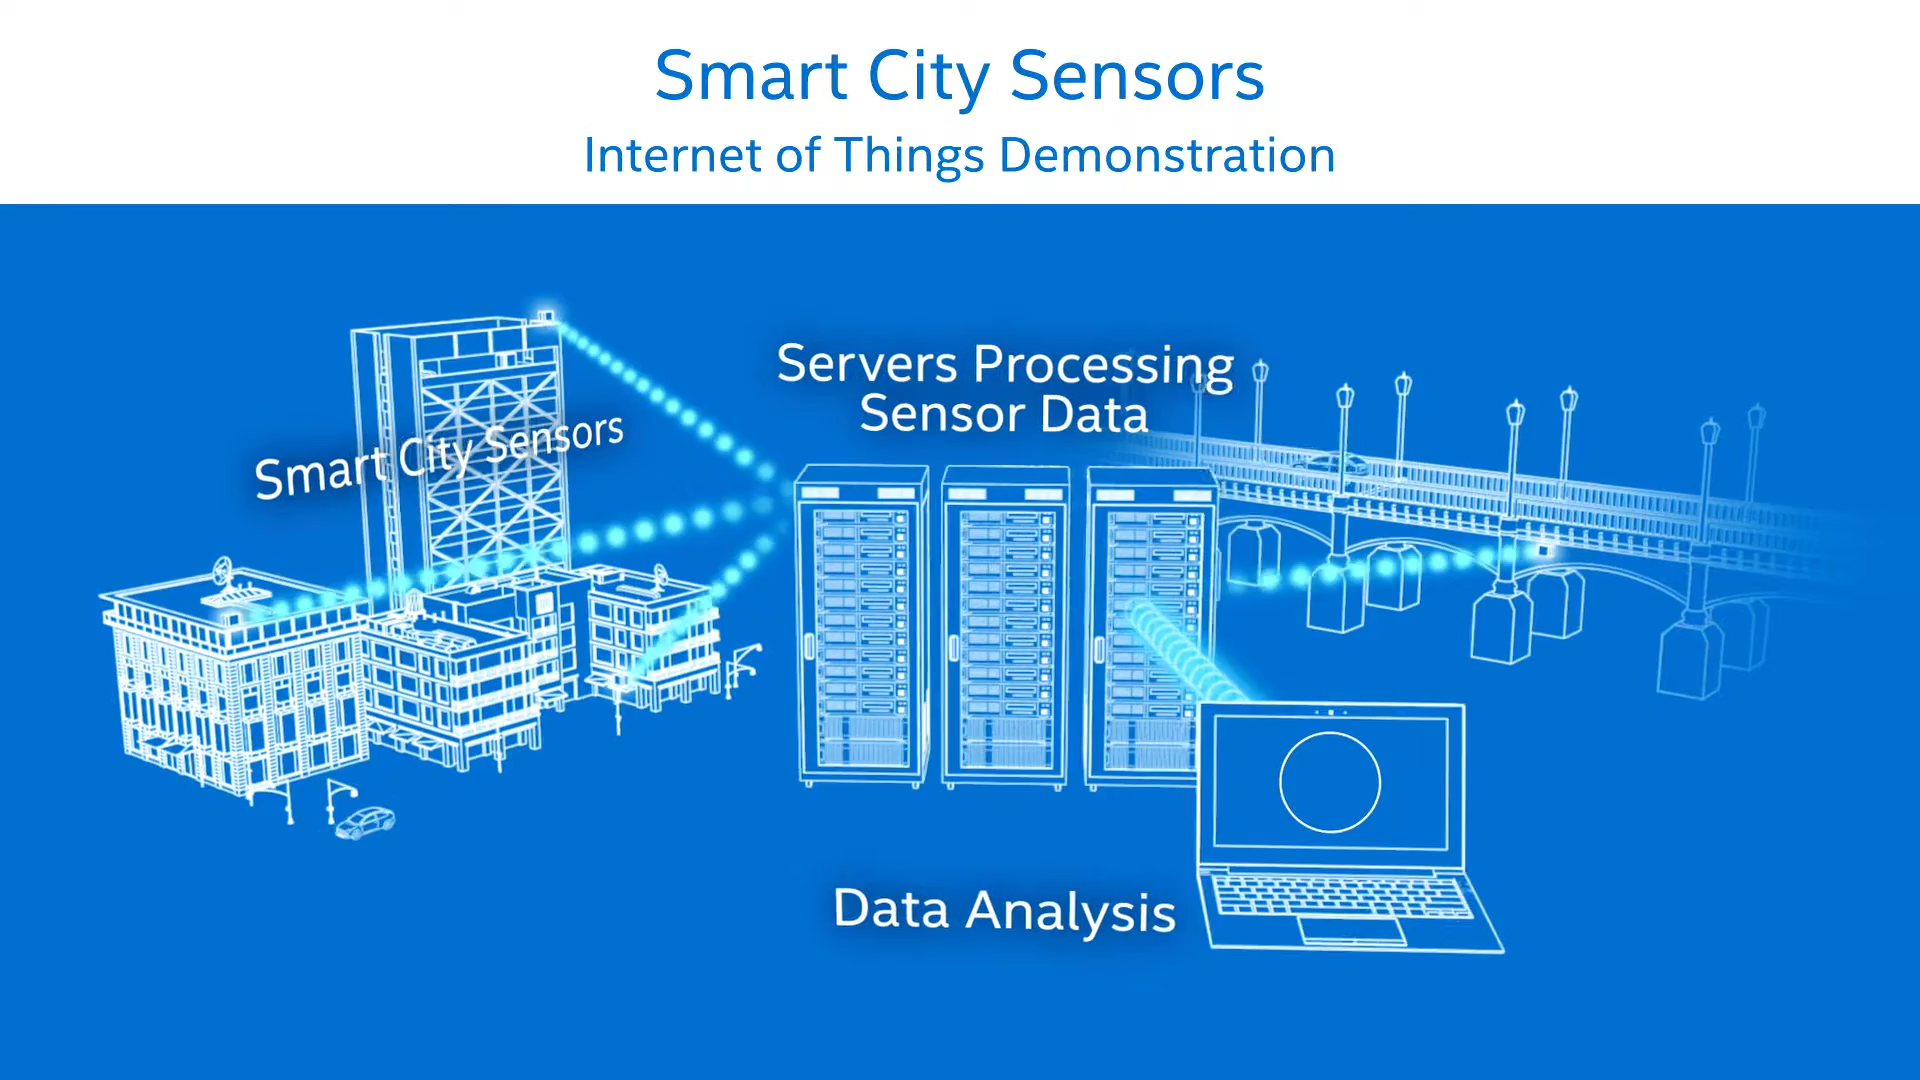 Smart City Sensors
Internet of Things Demonstration
Smart City Sensors
Servers Processing
Sensor Data
Data Analysis